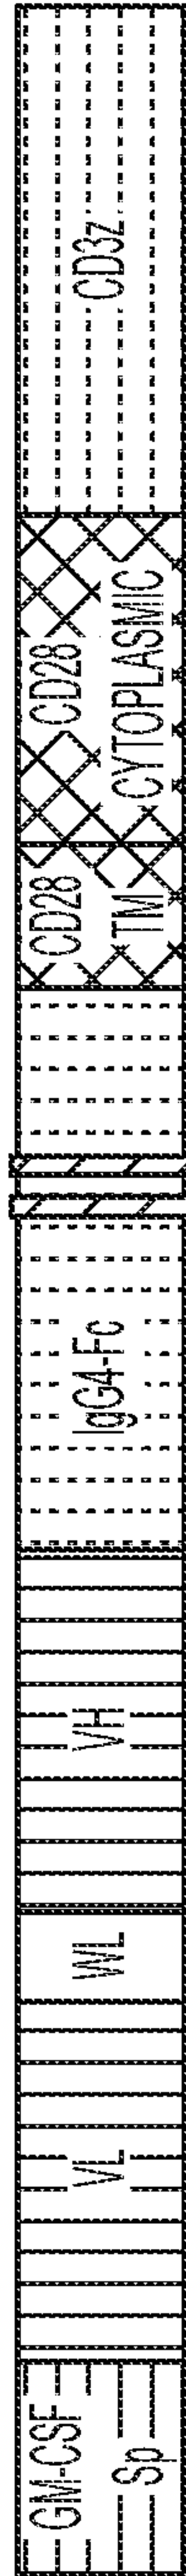 GM-CSF
Sp
VL
WL
VH
IgG4-Fc
CD28
TM
CD28
CYTOPLASMIC
CD3z